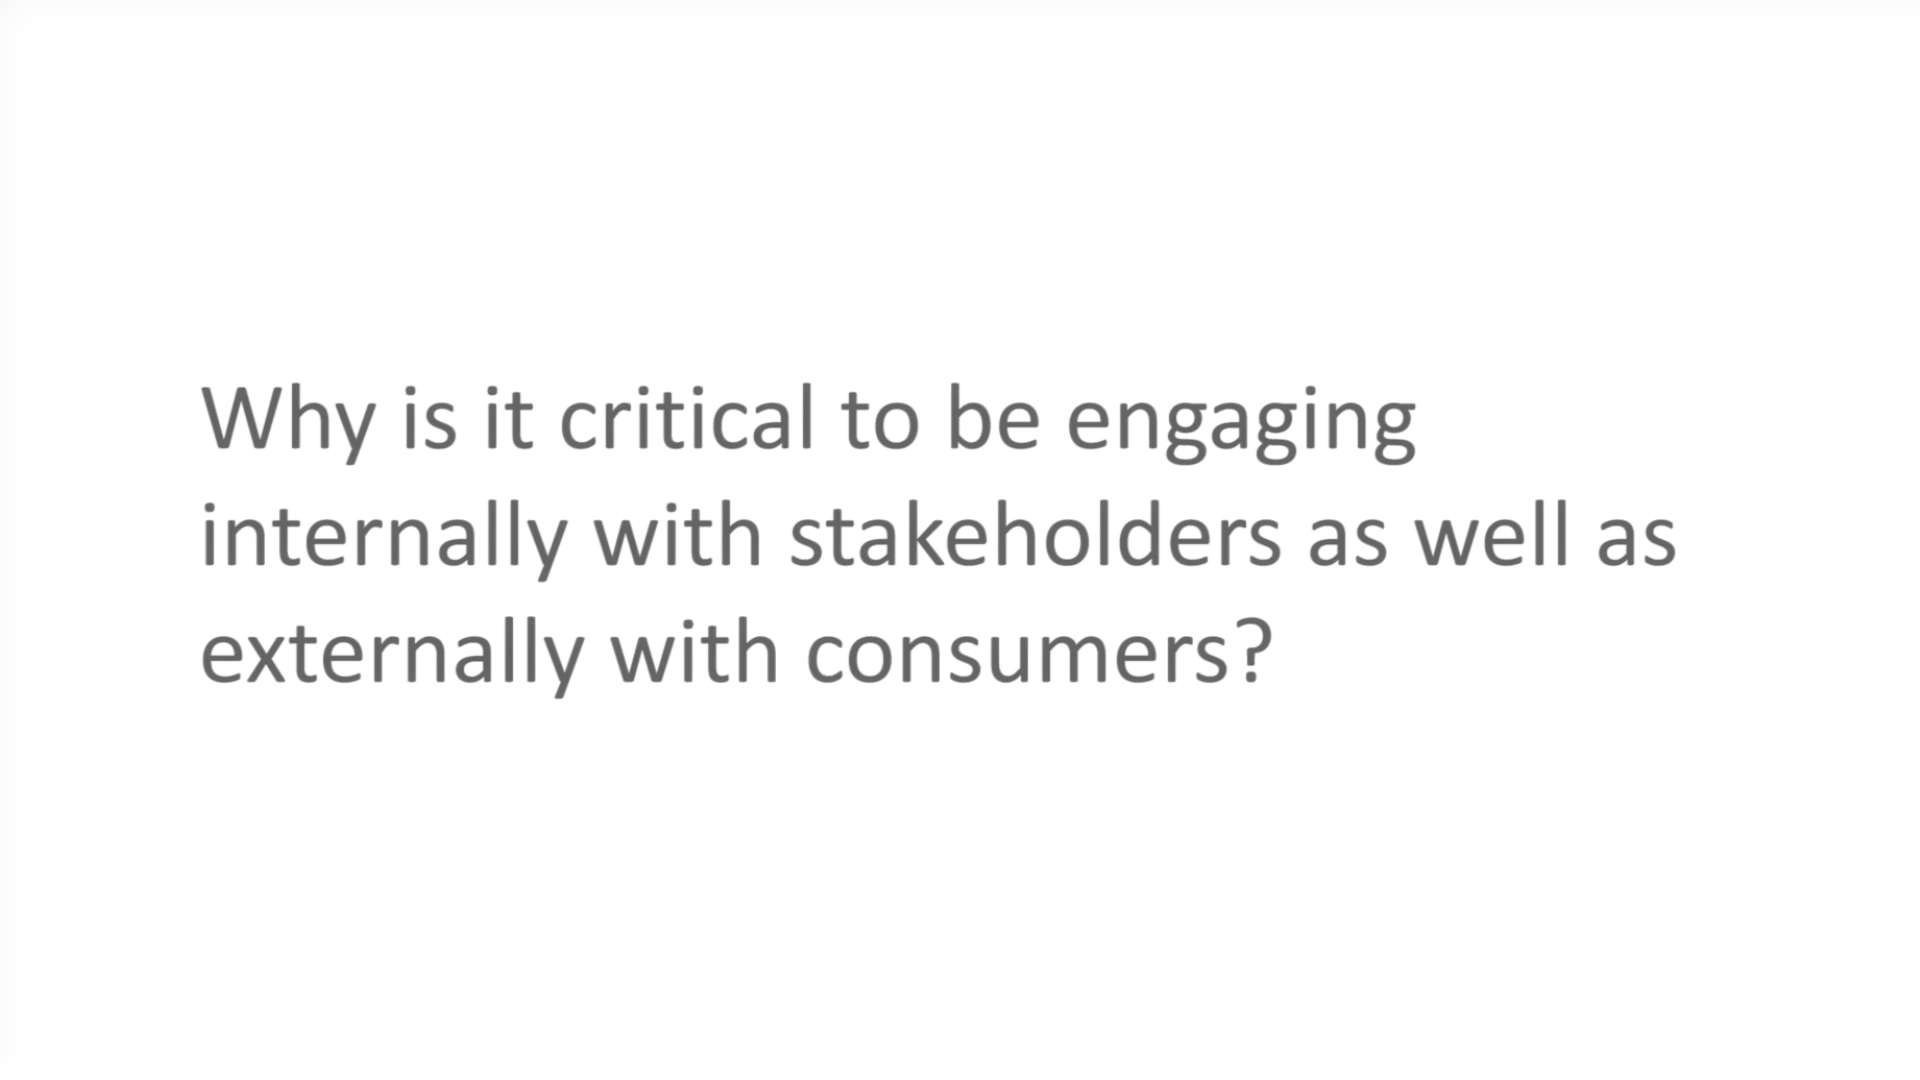 Why is it critical to be engaging
internally with stakeholders as well as
externally with consumers?